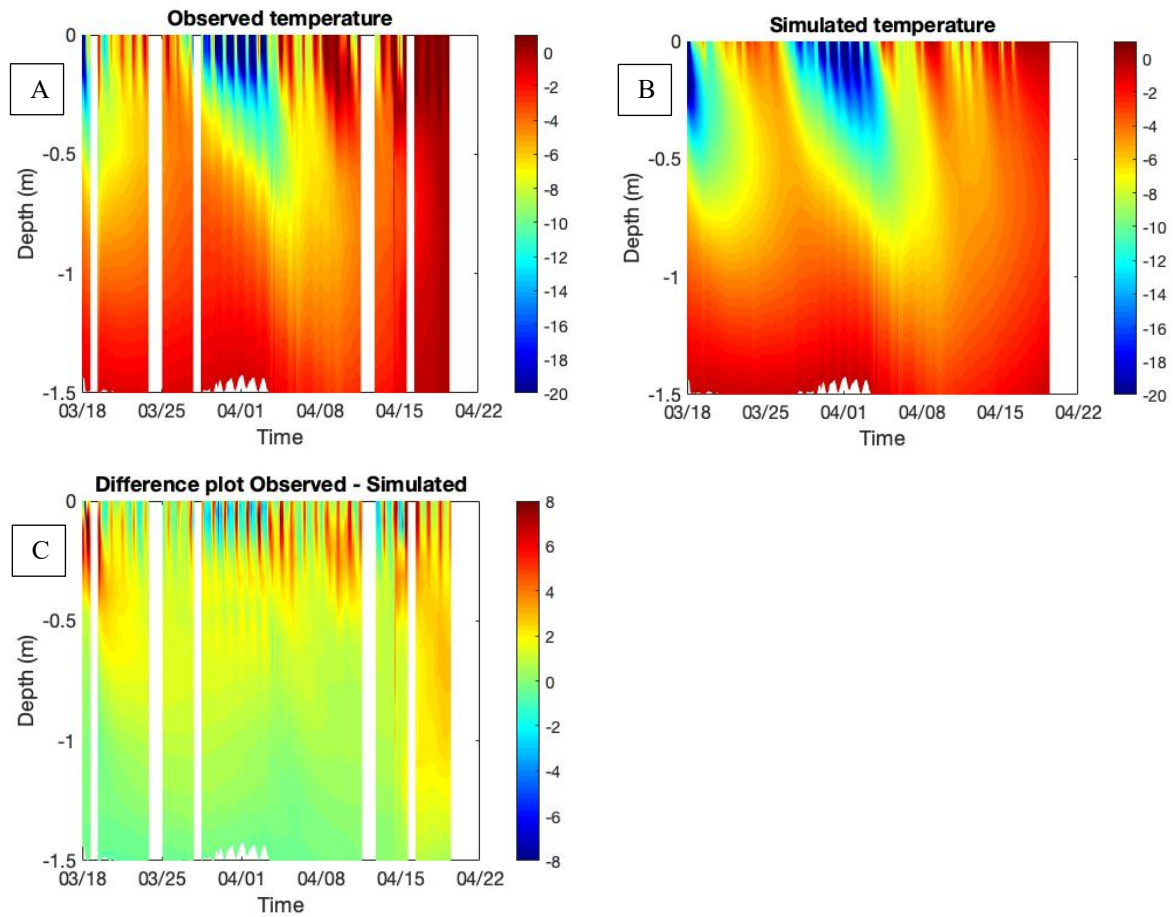 Observed temperature
A
Depth (m)
0
-0.5
-1
-1.5
03/18 03/25 04/01 04/08 04/15 04/22
Time
0
-2
-4
-6
-8
-10
-12
-14
-16
-18
-20
Simulated temperature
B
Depth (m)
0
-0.5
-1
-1.5
03/18 03/25 04/01 04/08 04/15 04/22
Time
0
-2
-4
-6
-8
-10
-12
-14
-16
-18
-20
Difference plot Observed - Simulated
C
Depth (m)
0
-0.5
-1
-1.5
03/18 03/25 04/01 04/08 04/15 04/22
Time
8
6
4
2
0
-2
-4
-6
-8